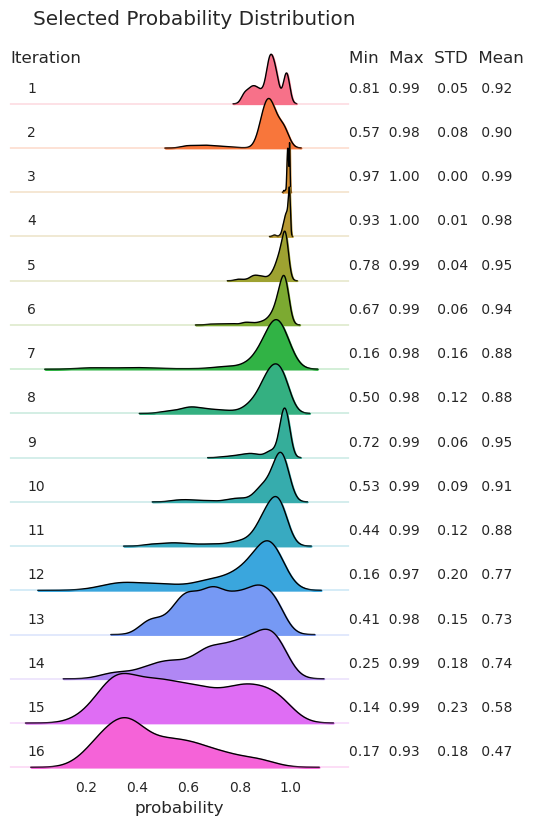 Selected Probability Distribution
Iteration Min Max STD Mean
1 0.81 0.99 0.05 0.92
2 0.57 0.98 0.08 0.90
3 0.97 1.00 0.00 0.99
4 0.93 1.00 0.01 0.98
5 0.78 0.99 0.04 0.95
6 0.67 0.99 0.06 0.94
7 0.16 0.98 0.16 0.88
8 0.50 0.98 0.12 0.88
9 0.72 0.99 0.06 0.95
10 0.53 0.99 0.09 0.91
11 0.44 0.99 0.12 0.88
12 0.16 0.97 0.20 0.77
13 0.41 0.98 0.15 0.73
14 0.25 0.99 0.18 0.74
15 0.14 0.99 0.23 0.58
16 0.17 0.93 0.18 0.47
0.2 0.4 0.6 0.8 1.0
probability